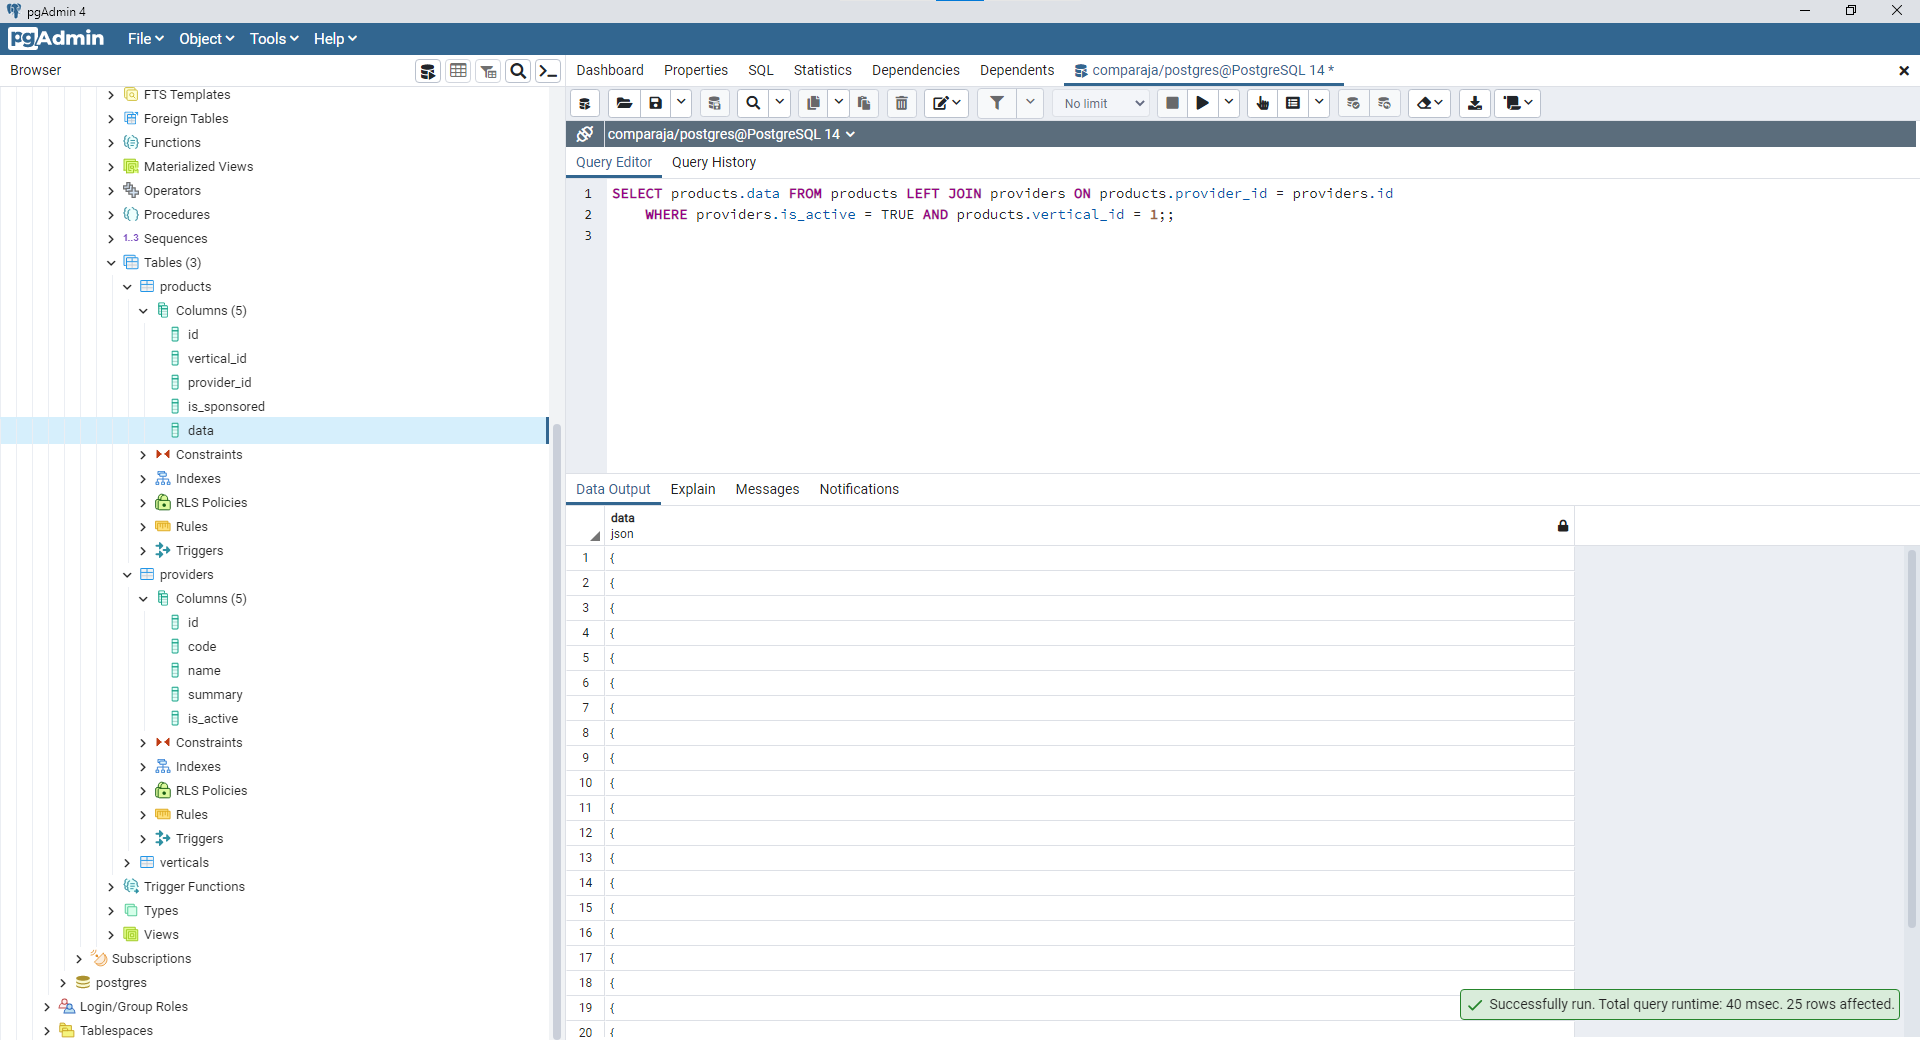 pgAdmin 4
pgAdmin File Object Tools Help
Browser
Dashboard Properties SQL Statistics Dependencies Dependents comparaja/postgres@PostgreSQL 14 *
No limit
comparaja/postgres@PostgreSQL 14
Query Editor Query History
1 SELECT products.data FROM products LEFT JOIN providers ON products.provider_id = providers.id
2 WHERE providers.is_active = TRUE AND products.vertical_id = 1;;
3
FTS Templates
Foreign Tables
Functions
Materialized Views
Operators
Procedures
1..3 Sequences
Tables (3)
products
Columns (5)
id
vertical_id
provider_id
is_sponsored
data
Constraints
Indexes
RLS Policies
Rules
Triggers
providers
Columns (5)
id
code
name
summary
is_active
Constraints
Indexes
RLS Policies
Rules
Triggers
verticals
Trigger Functions
Types
Views
Subscriptions
postgres
Login/Group Roles
Tablespaces
Data Output Explain Messages Notifications
data
json
1 {
2 {
3 {
4 {
5 {
6 {
7 {
8 {
9 {
10 {
11 {
12 {
13 {
14 {
15 {
16 {
17 {
18 {
19 {
20 {
Successfully run. Total query runtime: 40 msec. 25 rows affected.